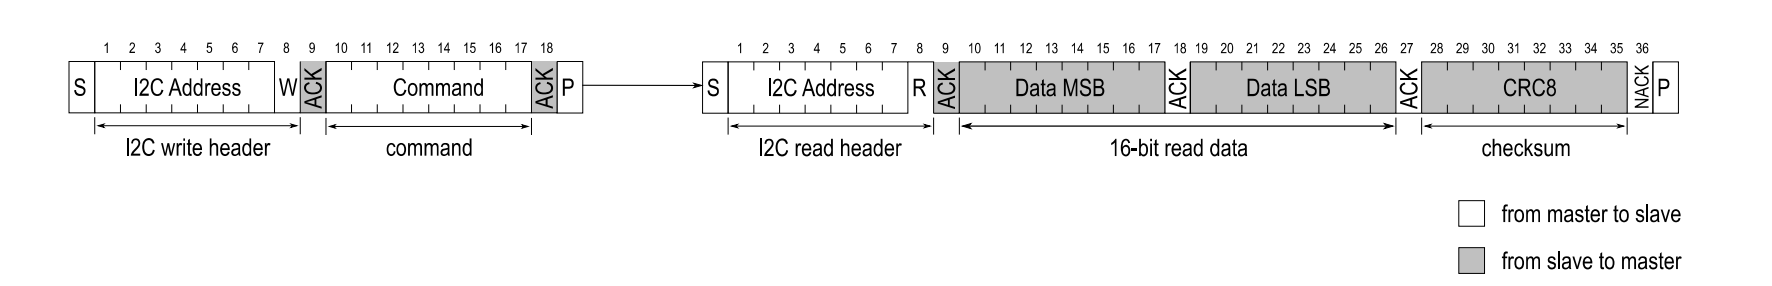 1 2 3 4 5 6 7 8 9 10 11 12 13 14 15 16 17 18 1 2 3 4 5 6 7 8 9 10 11 12 13 14 15 16 17 18 19 20 21 22 23 24 25 26 27 28 29 30 31 32 33 34 35 36
S I2C Address W ACK Command ACK P S I2C Address R ACK Data MSB ACK Data LSB ACK CRC8 NACK P
I2C write header command I2C read header 16-bit read data checksum
from master to slave
from slave to master